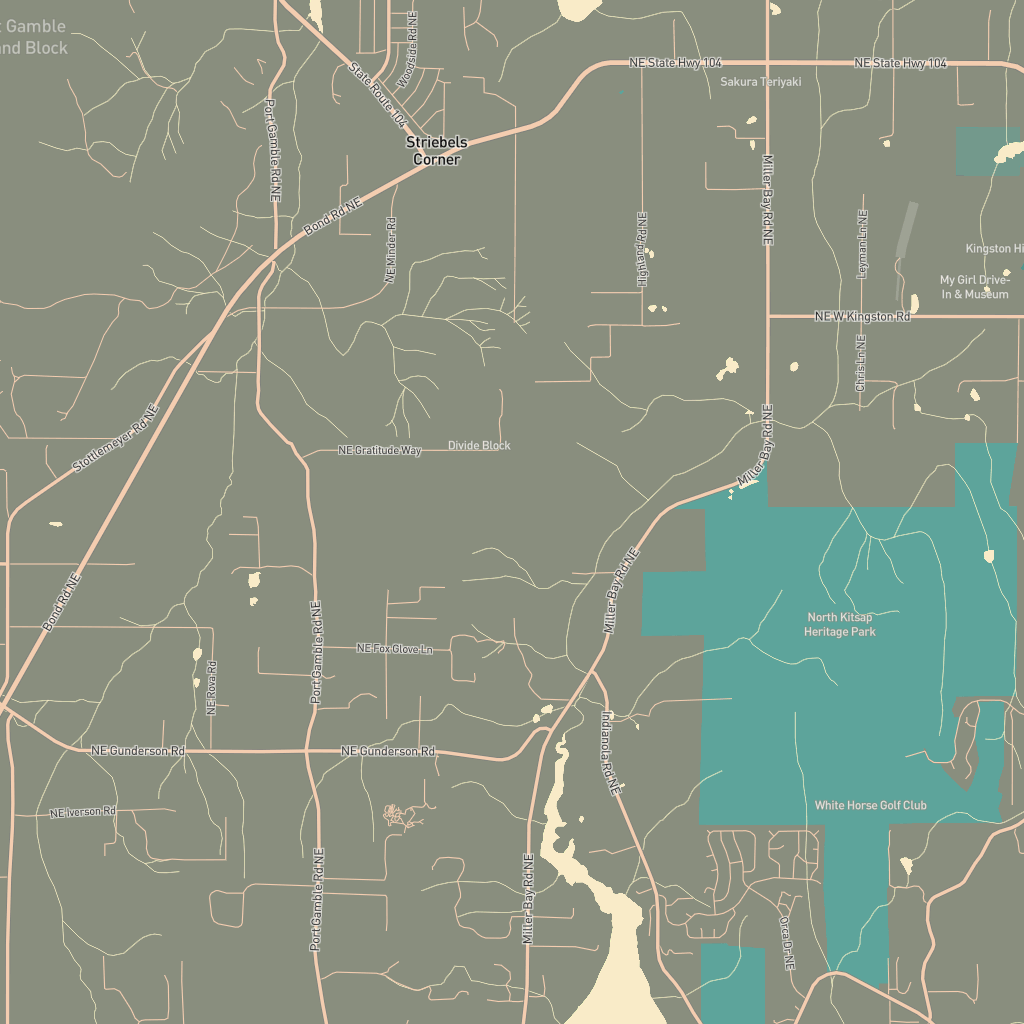 t Gamble
and Block
Woodside Rd NE
State Route 104
NE State Hwy 104
NE State Hwy 104
Sakura Teriyaki
Port Gamble Rd NE
Striebels
Corner
Miller Bay Rd NE
Bond Rd NE
NE Minder Rd
Highland Rd NE
Leyman Ln NE
Kingston Hi
My Girl Drive-
In & Museum
NE W Kingston Rd
Chris Ln NE
Stottlemeyer Rd NE
NE Gratitude Way
Divide Block
Miller Bay Rd NE
Bond Rd NE
Miller Bay Rd NE
Port Gamble Rd NE
North Kitsap
Heritage Park
NE Fox Glove Ln
NE Rova Rd
Indianola Rd NE
NE Gunderson Rd
NE Gunderson Rd
NE Iverson Rd
White Horse Golf Club
Port Gamble Rd NE
Miller Bay Rd NE
Orca Dr NE